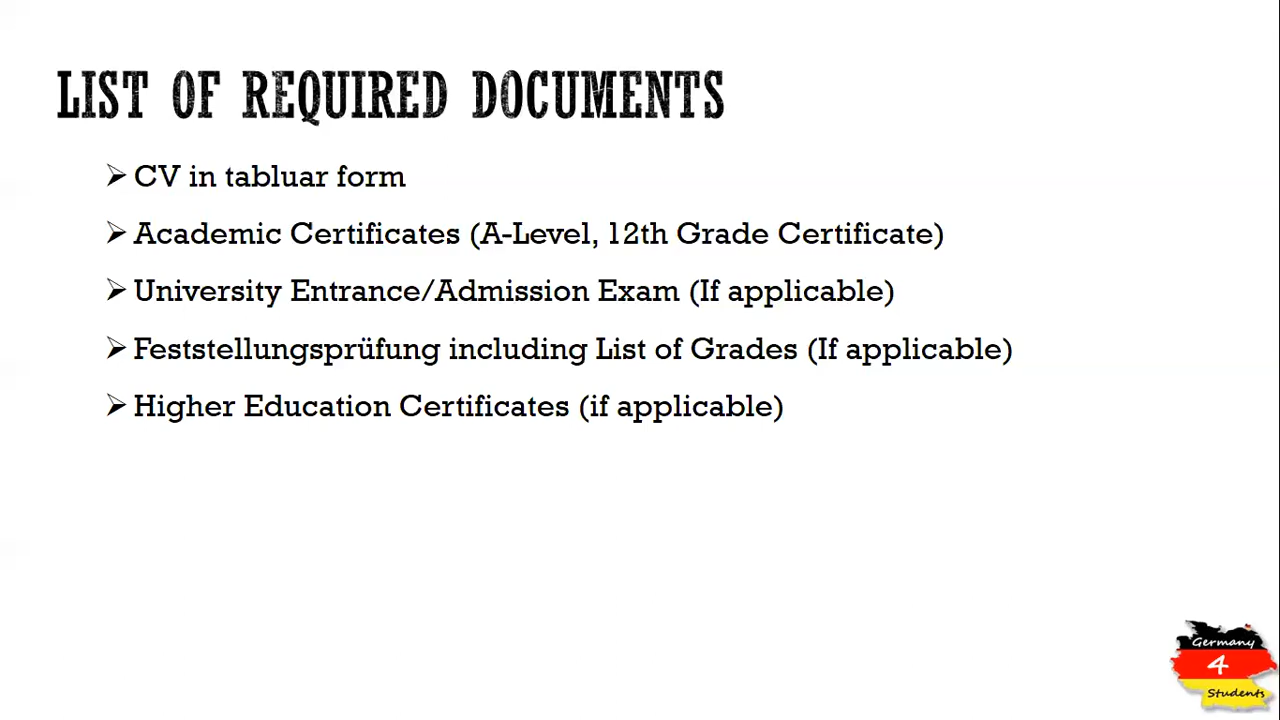 LIST OF REQUIRED DOCUMENTS
➢ CV in tabluar form
➢ Academic Certificates (A-Level, 12th Grade Certificate)
➢ University Entrance/Admission Exam (If applicable)
➢ Feststellungsprüfung including List of Grades (If applicable)
➢ Higher Education Certificates (if applicable)
Germany
4
Students